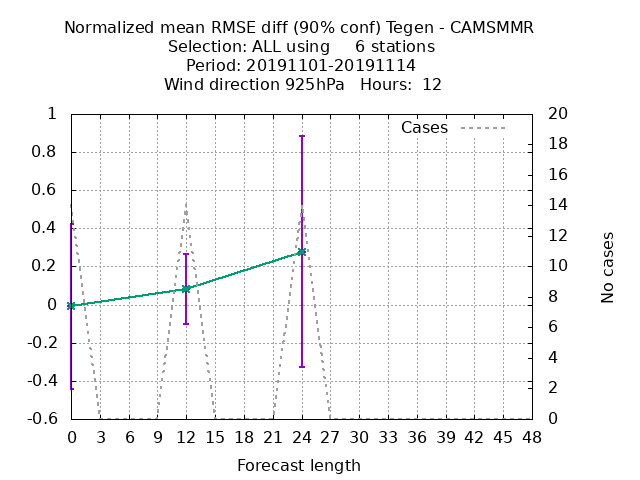 Normalized mean RMSE diff (90% conf) Tegen - CAMSMMR
Selection: ALL using     6 stations
Period: 20191101-20191114
Wind direction 925hPa   Hours:  12
Cases
1
0.8
0.6
0.4
0.2
0
-0.2
-0.4
-0.6
20
18
16
14
12
10
8
6
4
2
0
No cases
0 3 6 9 12 15 18 21 24 27 30 33 36 39 42 45 48
Forecast length